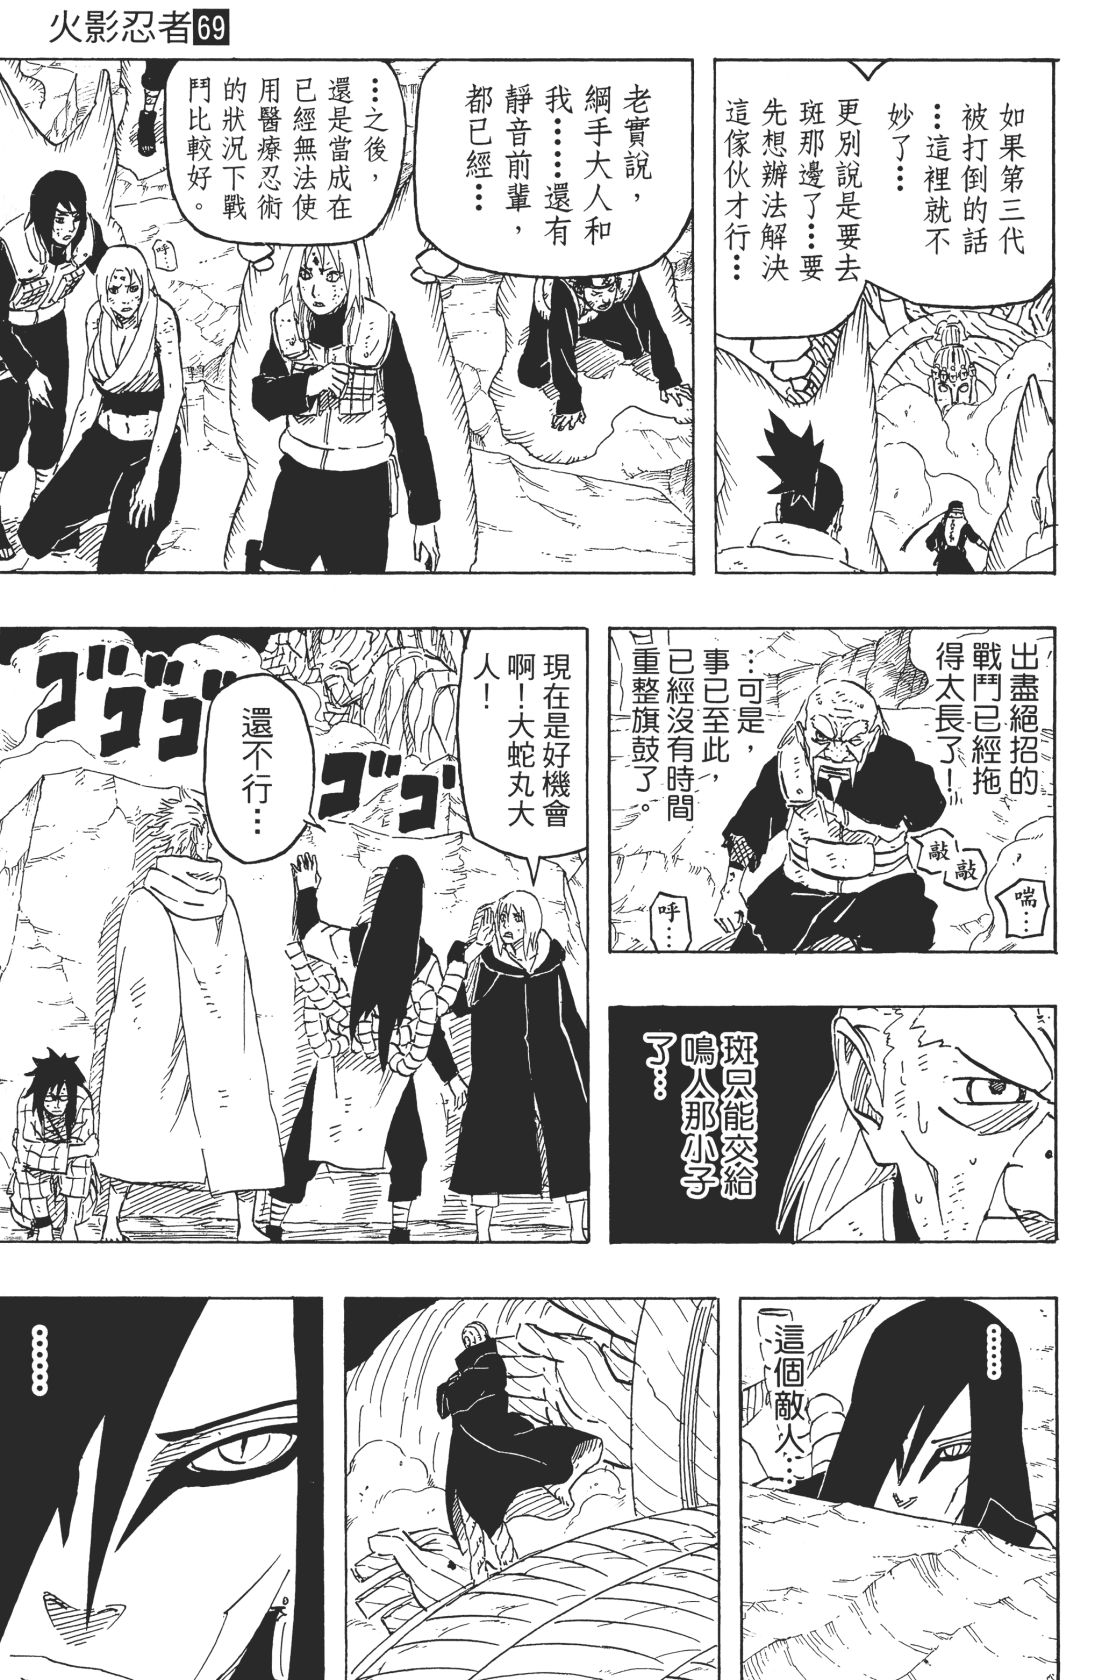 火影忍者69
如果第三代
被打倒的話
…這裡就不
妙了…
更別說是要去
斑那邊了…要
先想辦法解決
這傢伙才行…
老實說，
綱手大人和
我……還有
靜音前輩，
都已經…
…之後，
還是當成在
已經無法使
用醫療忍術
的狀況下戰
鬥比較好。
呼…
出盡絕招的
戰鬥已經拖
得太長了！
…可是，
事已至此，
已經沒有時間
重整旗鼓了。
敲
敲
喘…
呼…
現在是好機會
啊！大蛇丸大
人！
還不行…
ゴゴゴ
ゴゴ
斑只能交給
鳴人那小子
了…
……
這個敵人…
……